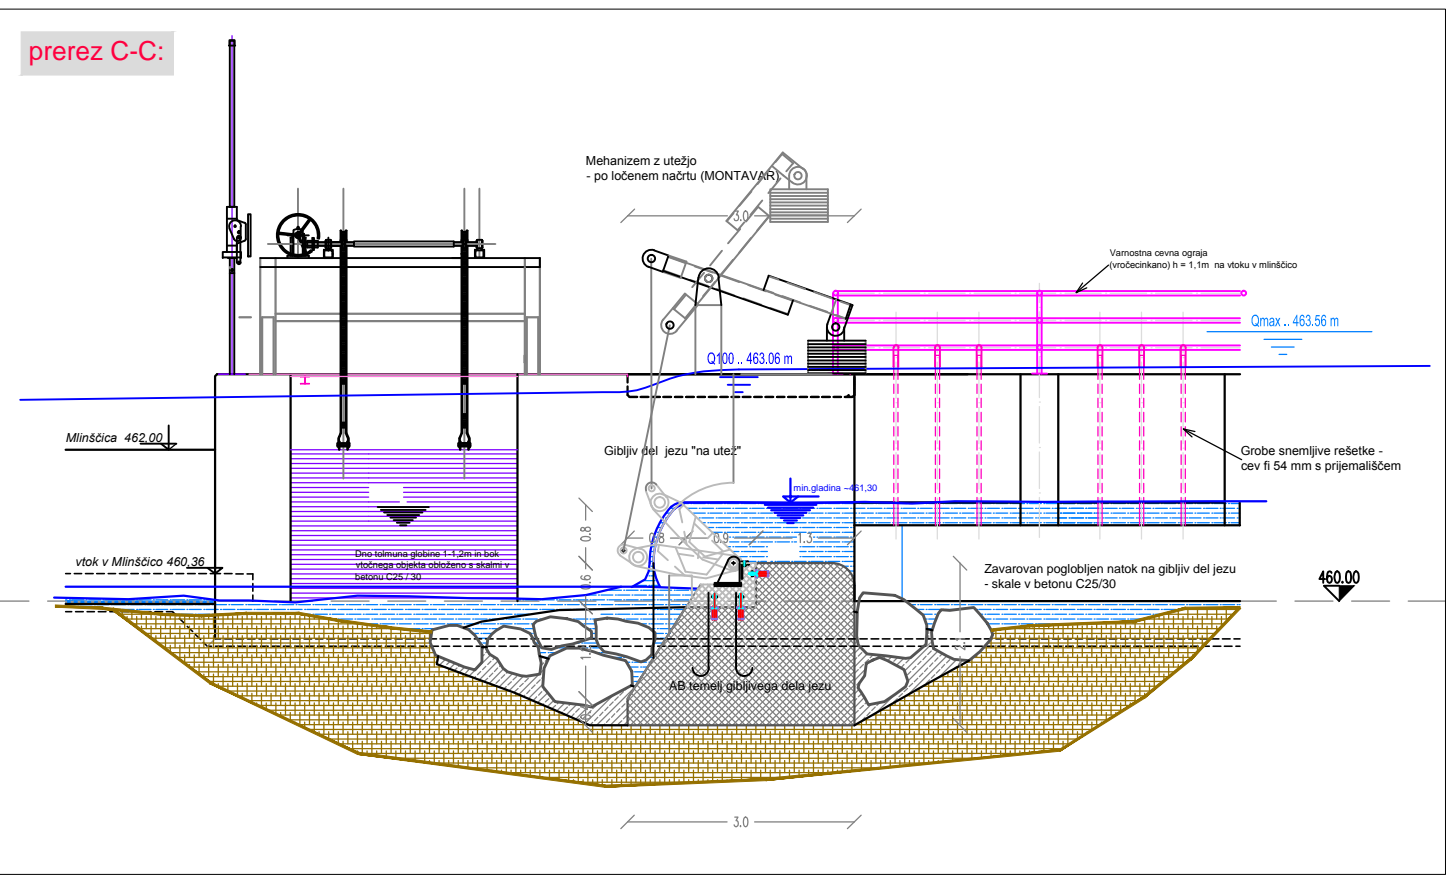 prerez C-C:
Mehanizem z utežjo
- po ločenem načrtu (MONTAVAR)
3.0
Varnostna cevna ograja
(vročecinkano) h = 1,1m  na vtoku v mlinščico
Qmax .. 463.56 m
Q100 .. 463.06 m
Mlinščica  462,00
Gibljiv del  jezu "na utež"
Grobe snemljive rešetke -
cev fi 54 mm s prijemališčem
min.gladina ~461,30
0.8
0.8
0.9
1.3
Dno tolmuna globine 1-1,2m in bok
vtočnega objekta obloženo s skalmi v
betonu C25 / 30
vtok v Mlinščico  460,36
0.6
Zavarovan poglobljen natok na gibljiv del jezu
- skale v betonu C25/30
460.00
AB temelj gibljivega dela jezu
3.0